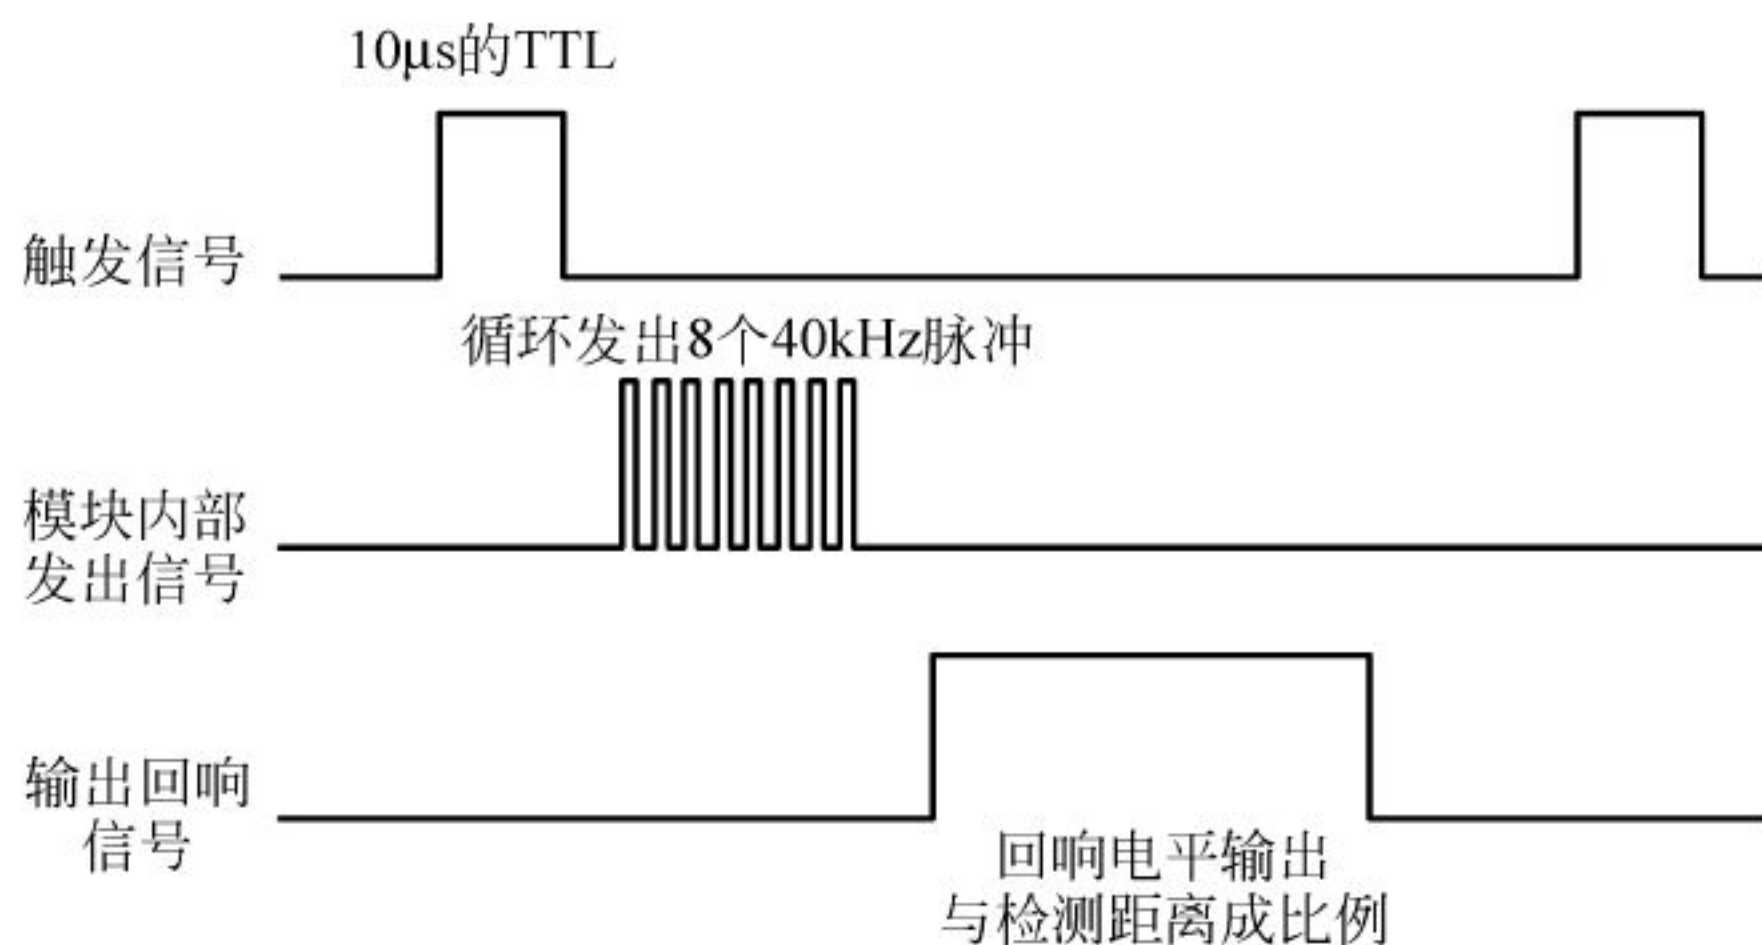 10μs的TTL
触发信号
循环发出8个40kHz脉冲
模块内部
发出信号
输出回响
信号
回响电平输出
与检测距离成比例